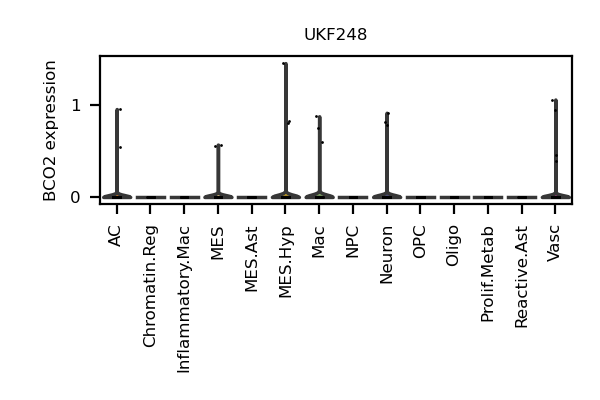 UKF248
BCO2 expression
1
0
AC
Chromatin.Reg
Inflammatory.Mac
MES
MES.Ast
MES.Hyp
Mac
NPC
Neuron
OPC
Oligo
Prolif.Metab
Reactive.Ast
Vasc